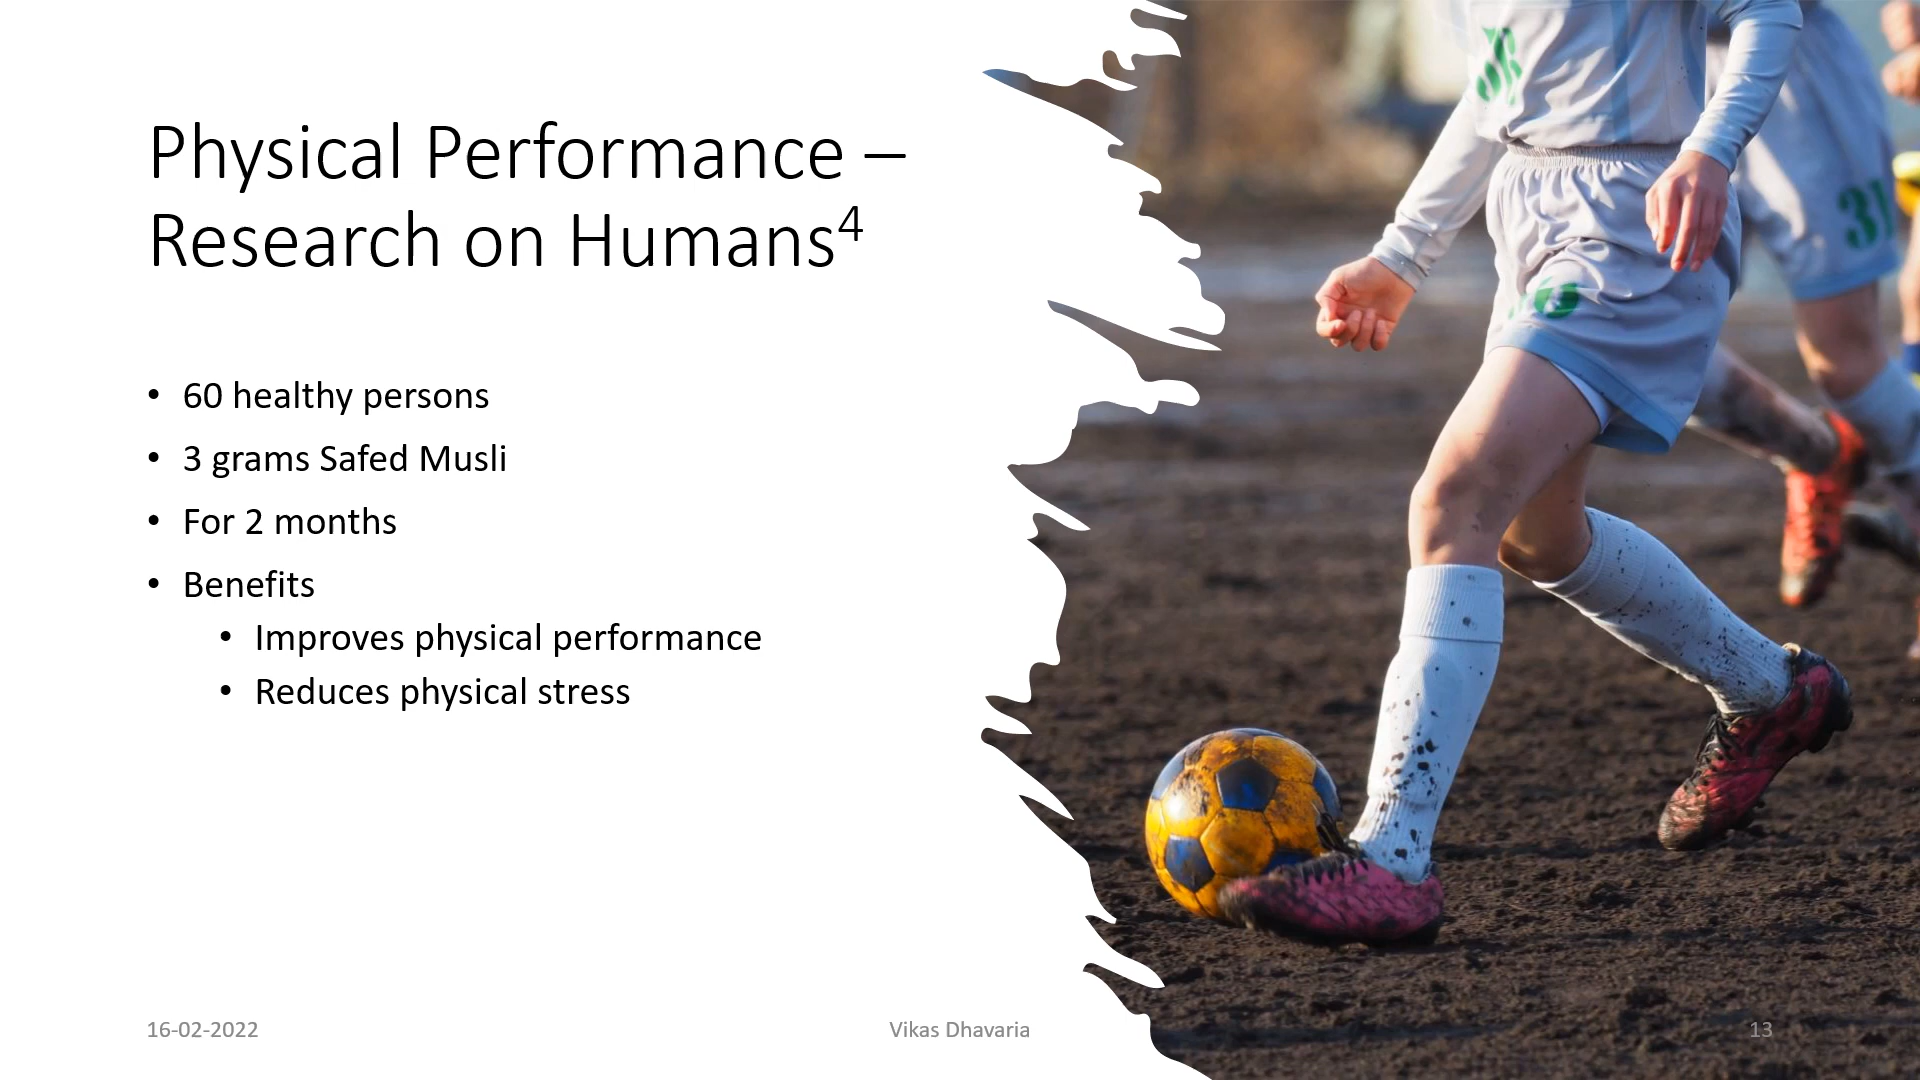 Physical Performance –
Research on Humans⁴
• 60 healthy persons
• 3 grams Safed Musli
• For 2 months
• Benefits
• Improves physical performance
• Reduces physical stress
16-02-2022
Vikas Dhavaria
13